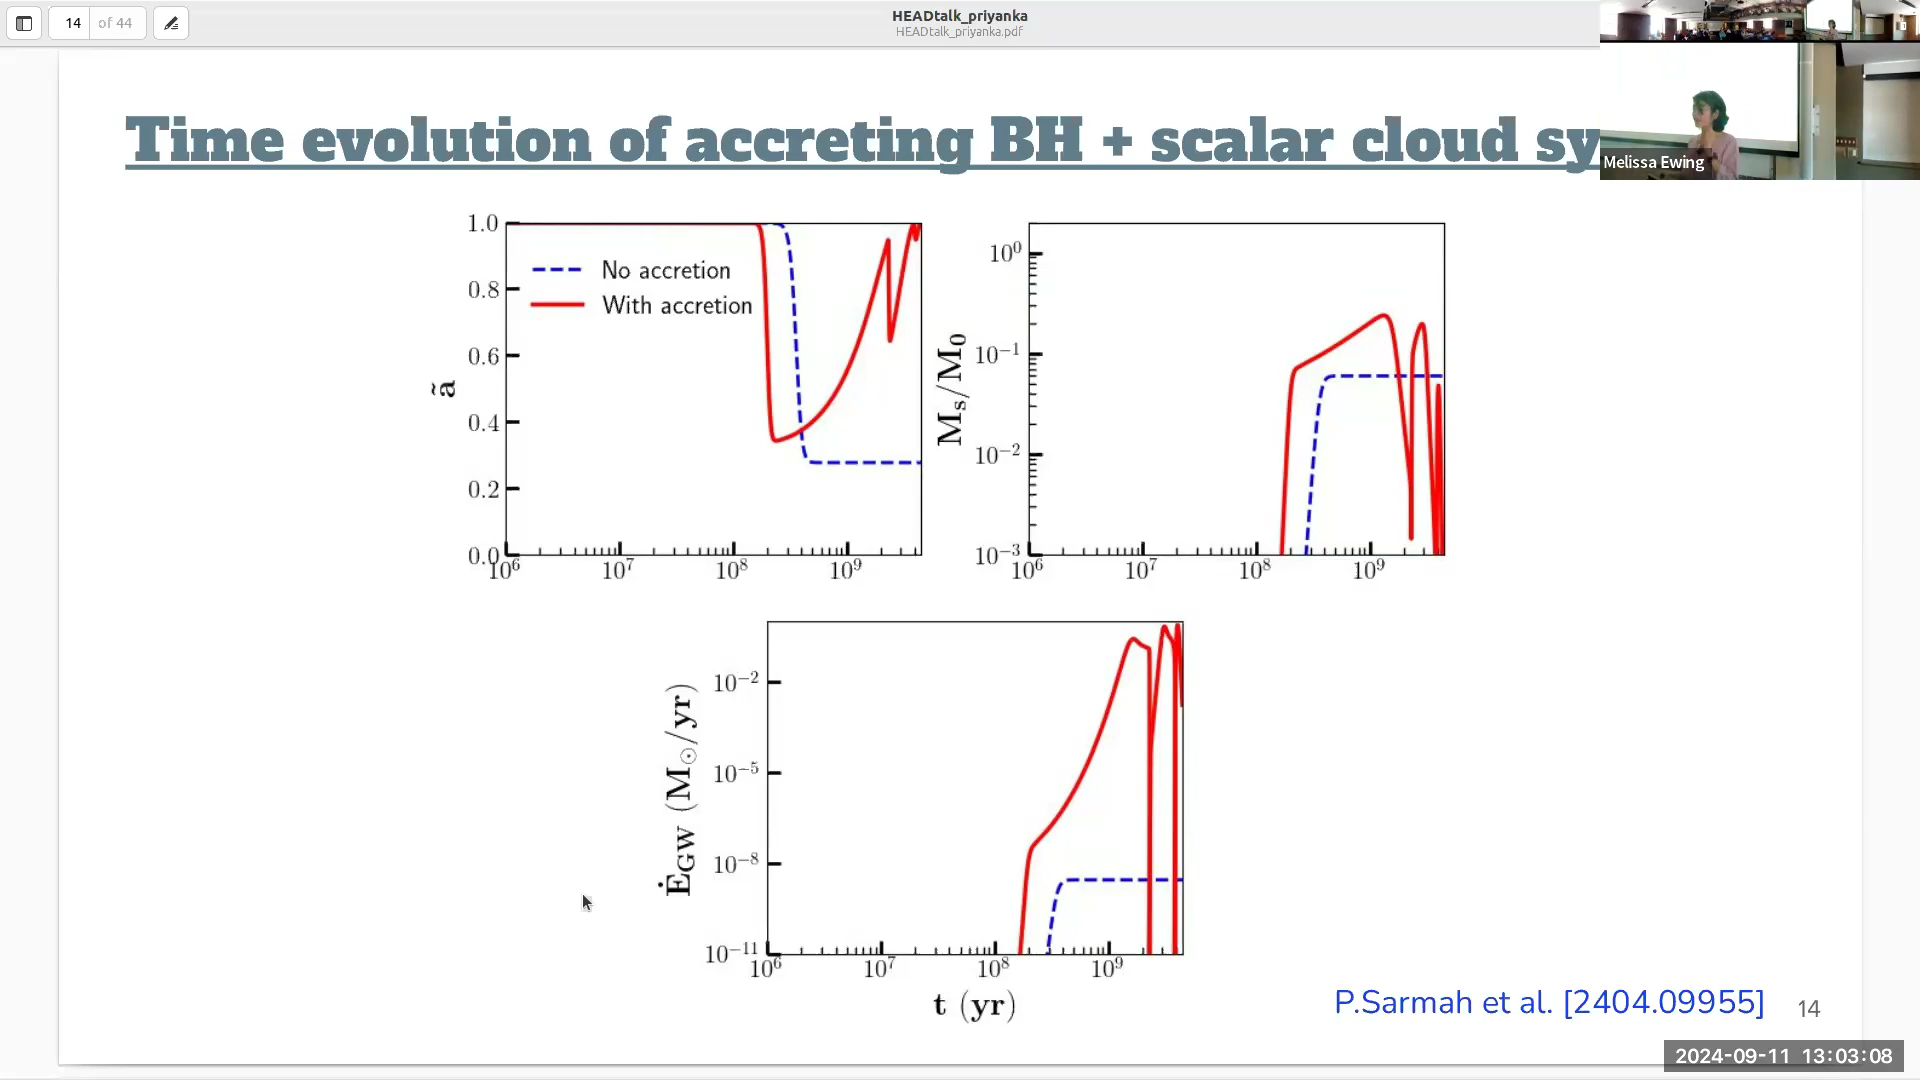 14 of 44
HEADtalk_priyanka
HEADtalk_priyanka.pdf
Melissa Ewing
Time evolution of accreting BH + scalar cloud sy
1.0
0.8
0.6
0.4
0.2
0.0
ã
No accretion
With accretion
10⁶ 10⁷ 10⁸ 10⁹
10⁰
10⁻¹
10⁻²
10⁻³
Mₛ/M₀
10⁶ 10⁷ 10⁸ 10⁹
10⁻²
10⁻⁵
10⁻⁸
10⁻¹¹
Ė_GW (M_⊙/yr)
10⁶ 10⁷ 10⁸ 10⁹
t (yr)
P.Sarmah et al. [2404.09955]
14
2024-09-11 13:03:08